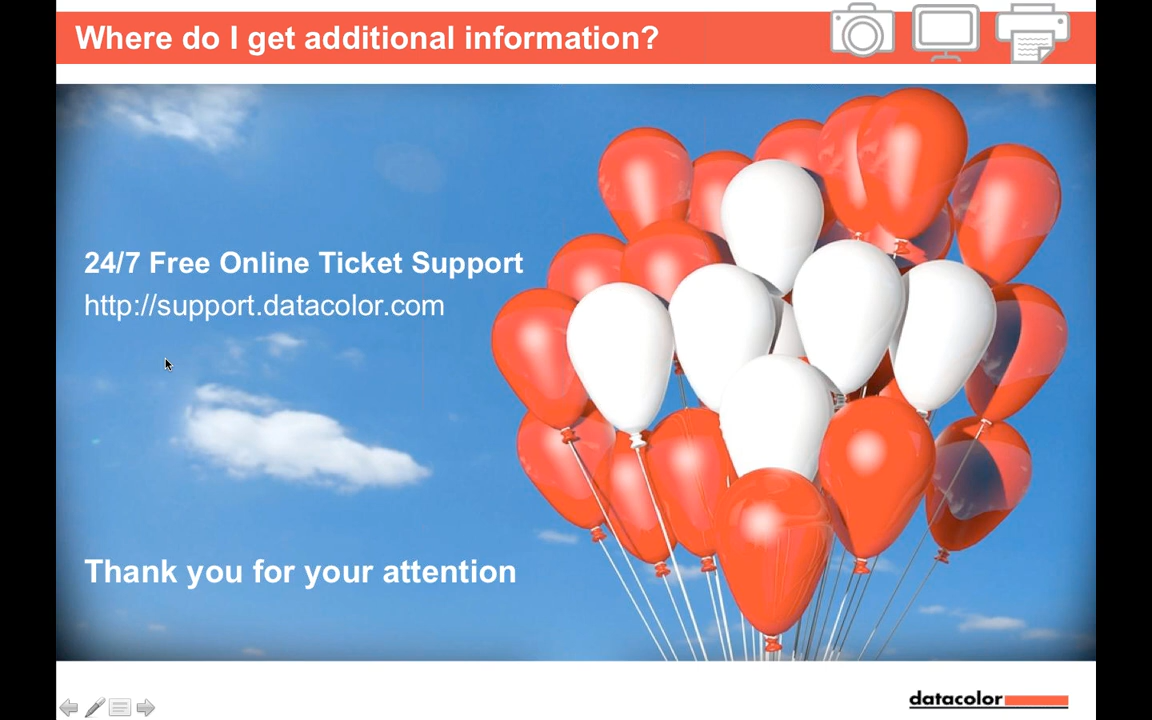 Where do I get additional information?
24/7 Free Online Ticket Support
http://support.datacolor.com
Thank you for your attention
datacolor